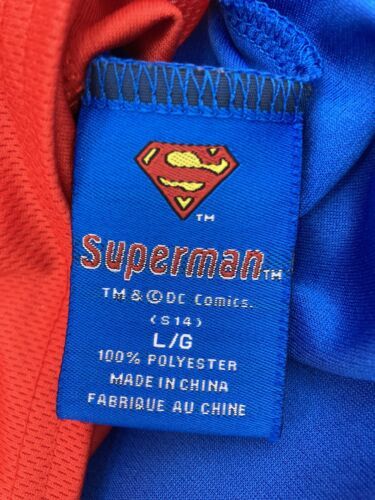 S
TM
Superman TM
TM & © DC Comics.
(S14)
L/G
100% POLYESTER
MADE IN CHINA
FABRIQUE AU CHINE